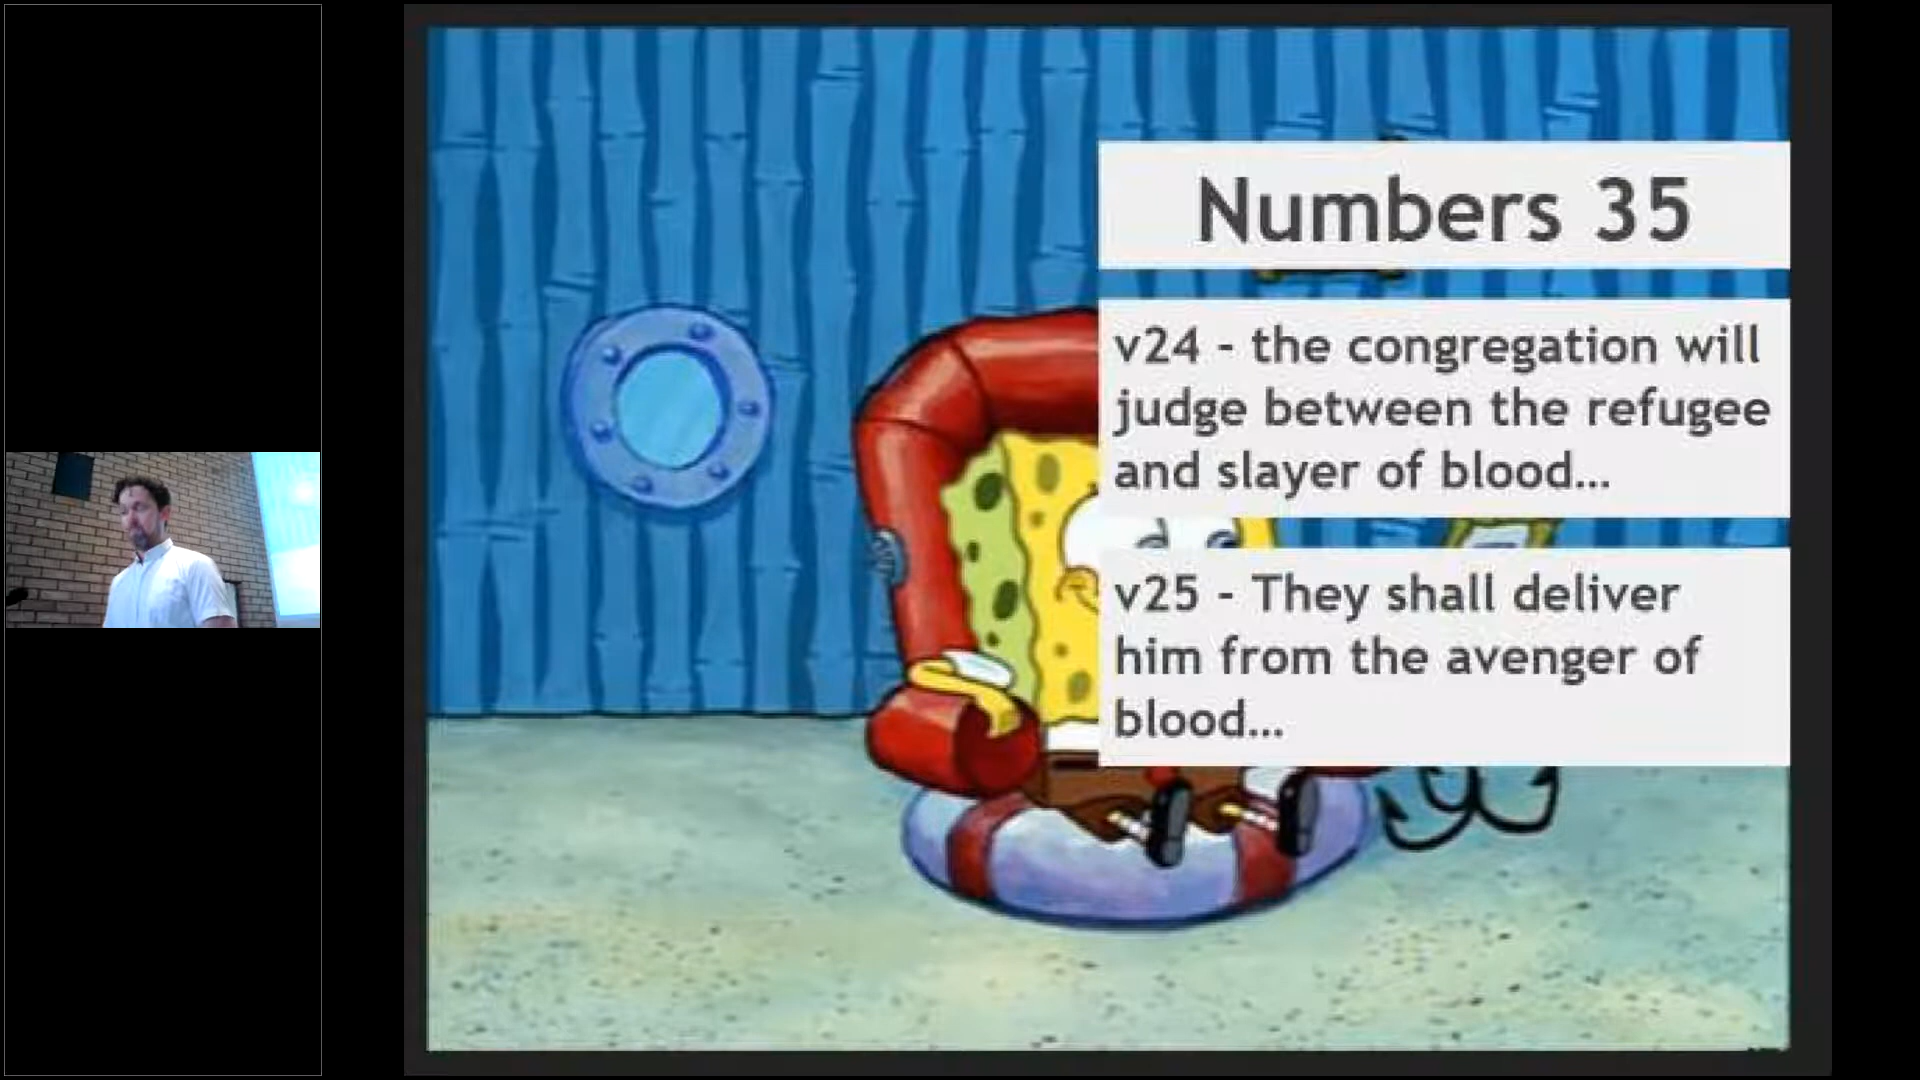 Numbers 35
v24 - the congregation will
judge between the refugee
and slayer of blood...
v25 - They shall deliver
him from the avenger of
blood...